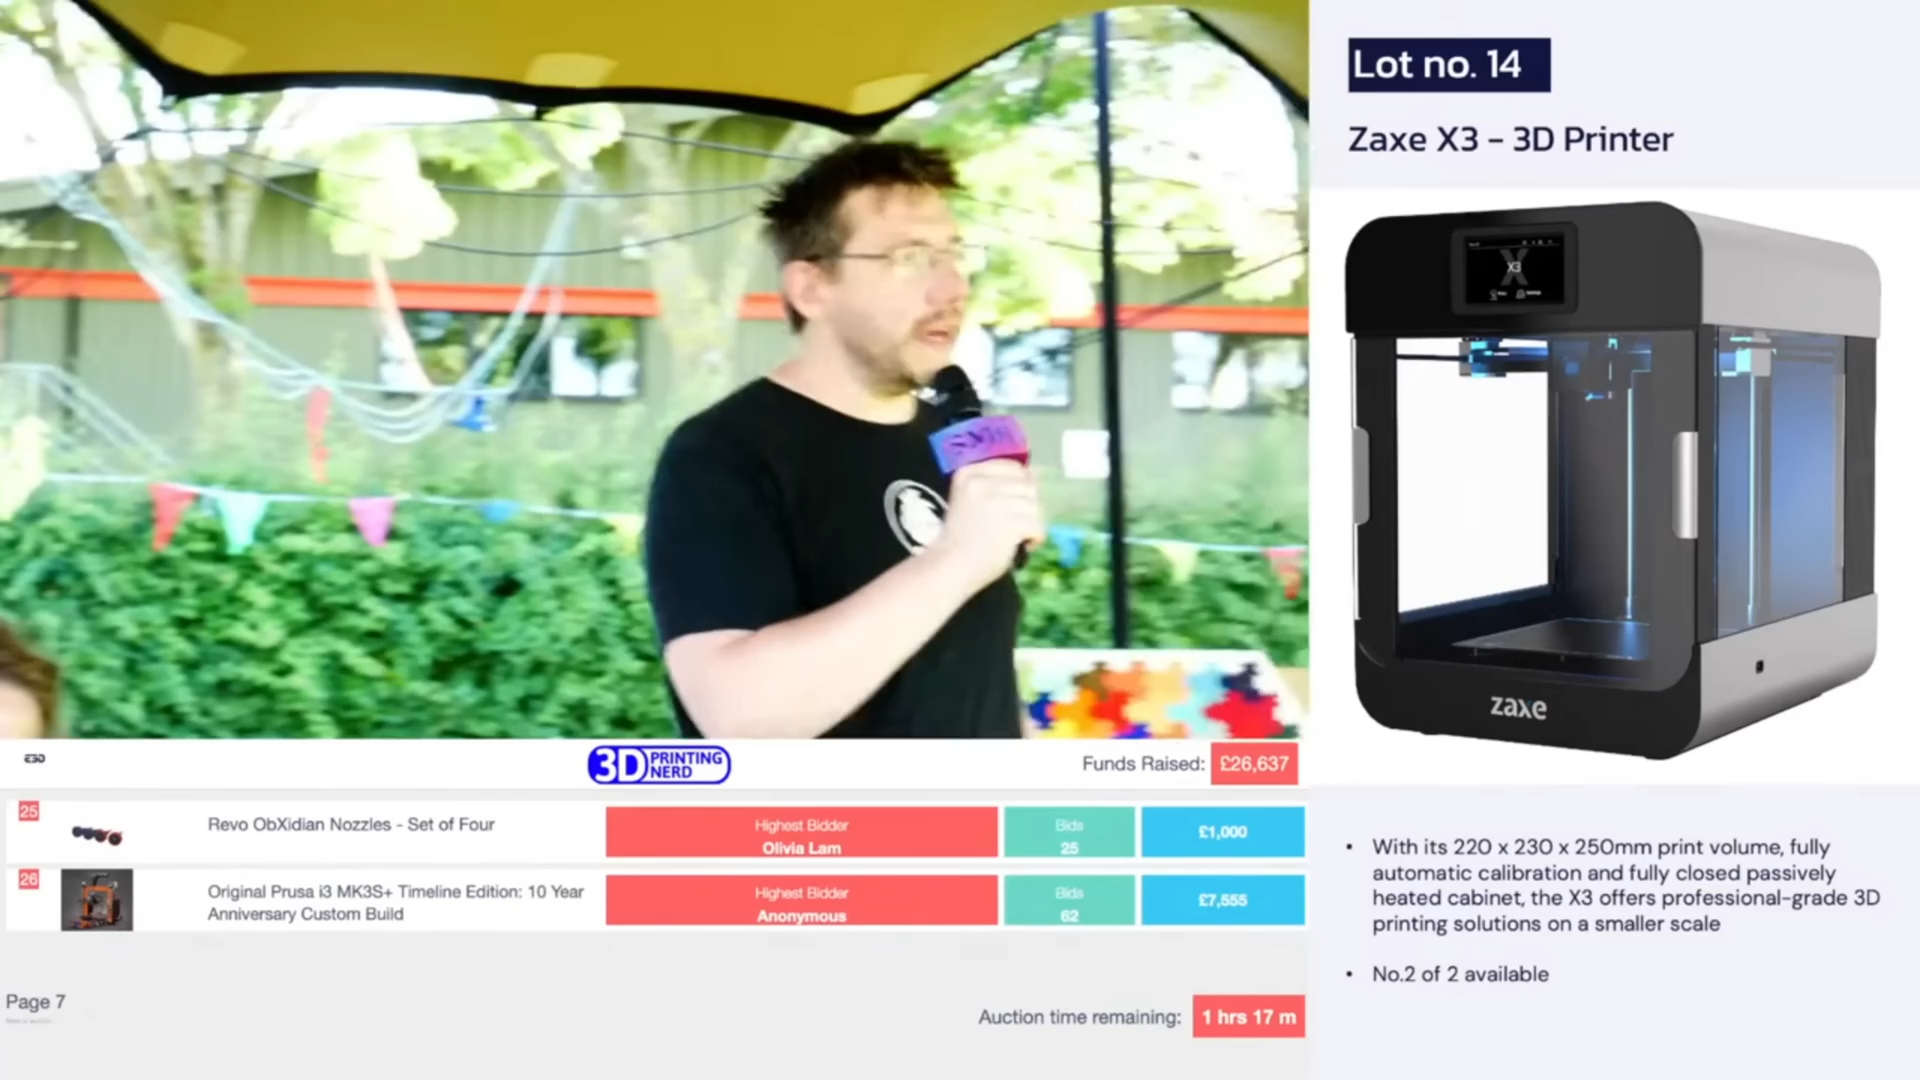 Lot no. 14
Zaxe X3 – 3D Printer
X3
zaxe
E3D
3D PRINTING
NERD
Funds Raised: £26,637
25
Revo ObXidian Nozzles - Set of Four
Highest Bidder
Olivia Lam
Bids
25
£1,000
26
Original Prusa i3 MK3S+ Timeline Edition: 10 Year
Anniversary Custom Build
Highest Bidder
Anonymous
Bids
62
£7,555
Page 7
Auction time remaining: 1 hrs 17 m
• With its 220 x 230 x 250mm print volume, fully
automatic calibration and fully closed passively
heated cabinet, the X3 offers professional-grade 3D
printing solutions on a smaller scale
• No.2 of 2 available